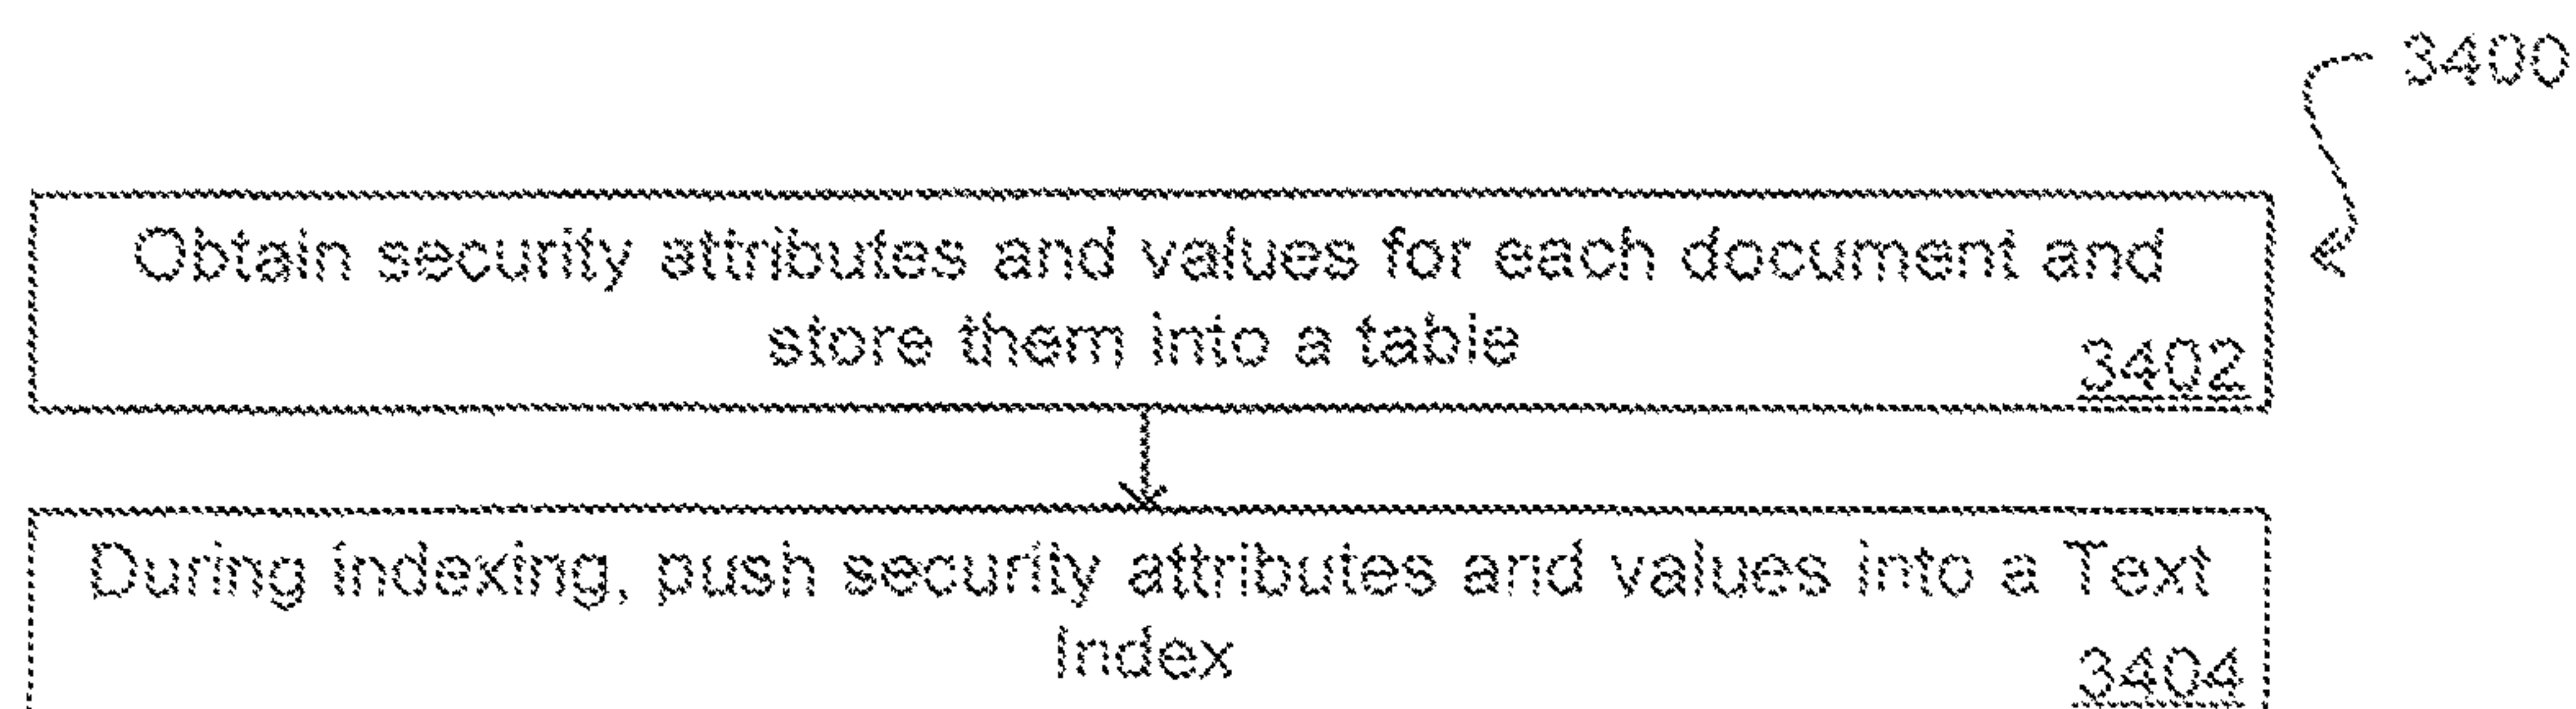 3400
Obtain security attributes and values for each document and
store them into a table
3402
During indexing, push security attributes and values into a Text
Index
3404